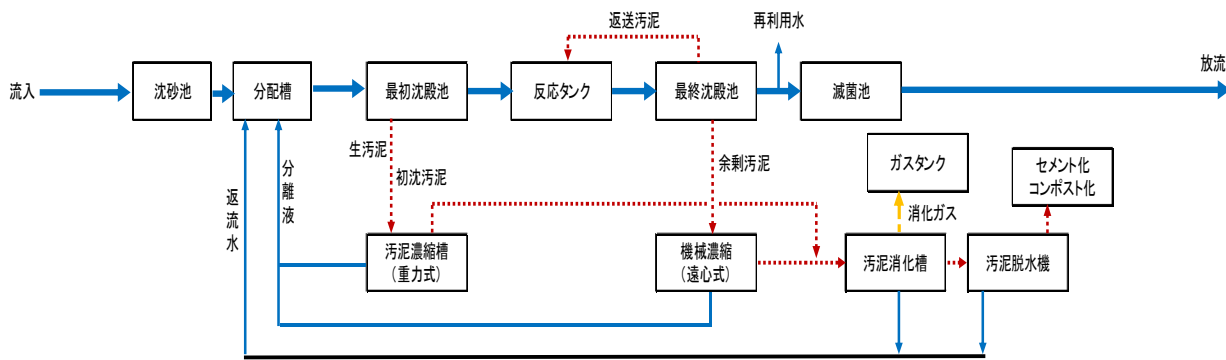 返送汚泥
再利用水
流入
沈砂池
分配槽
最初沈殿池
反応タンク
最終沈殿池
滅菌池
放流
生汚泥
初沈汚泥
余剰汚泥
ガスタンク
セメント化
コンポスト化
分離液
返流水
消化ガス
汚泥濃縮槽
(重力式)
機械濃縮
(遠心式)
汚泥消化槽
汚泥脱水機